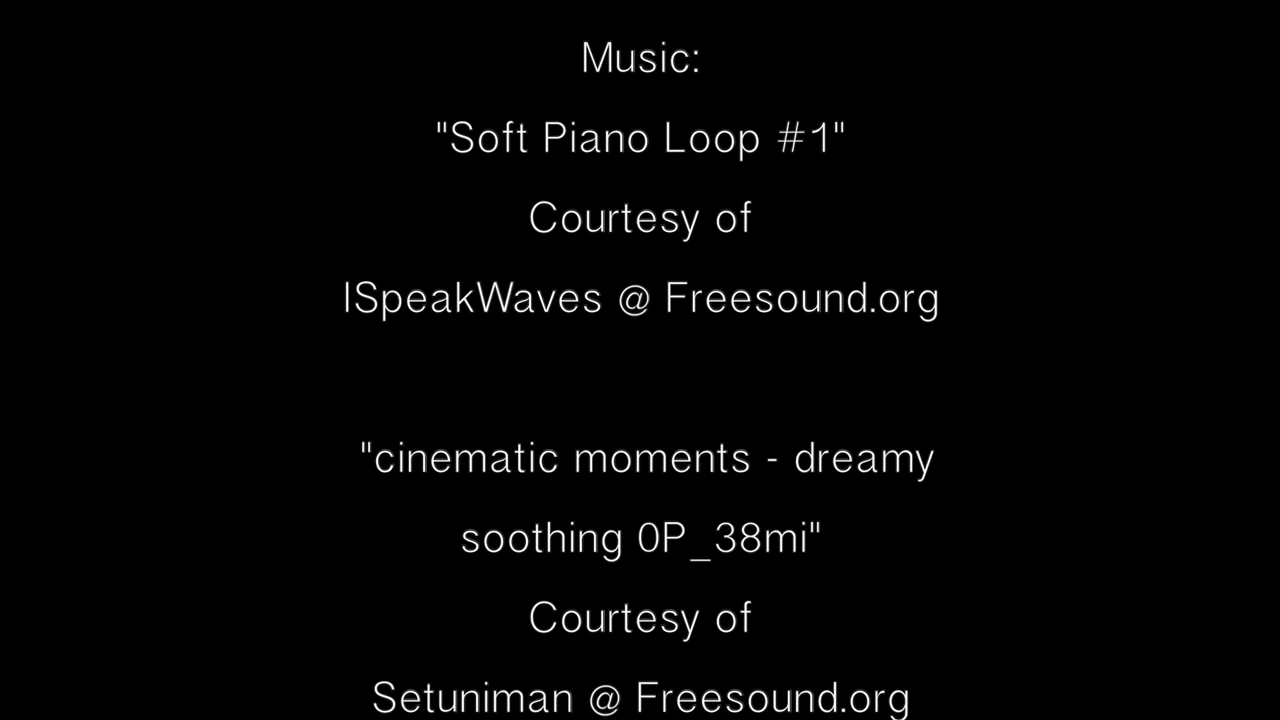 Music:
"Soft Piano Loop #1"
Courtesy of
ISpeakWaves @ Freesound.org
"cinematic moments - dreamy
soothing 0P_38mi"
Courtesy of
Setuniman @ Freesound.org